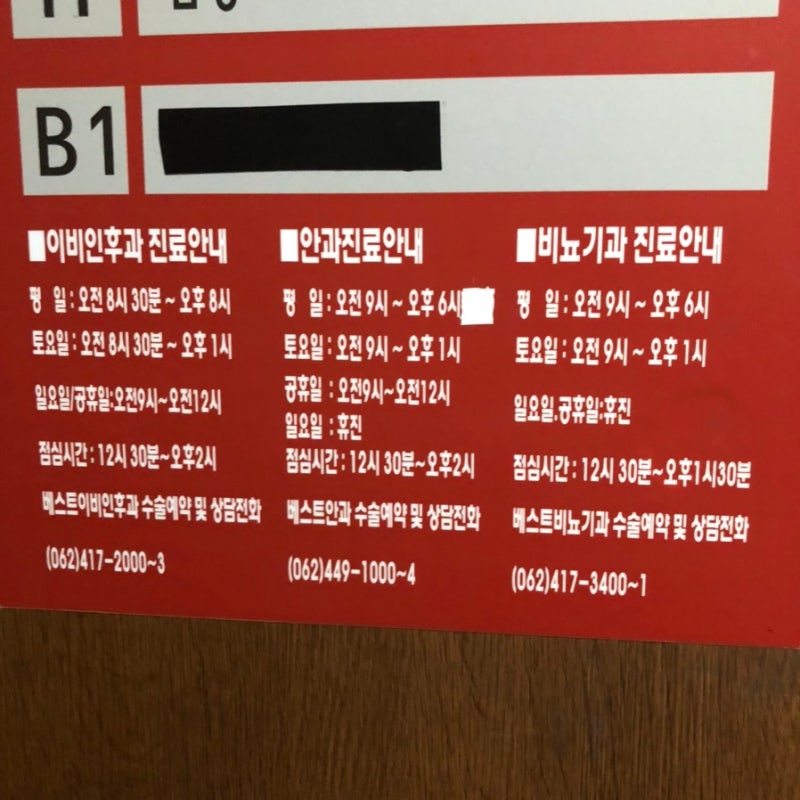 B1
■이비인후과 진료안내
평 일 : 오전 8시 30분 ~ 오후 8시
토요일 : 오전 8시 30분 ~ 오후 1시
일요일/공휴일:오전9시~오전12시
점심시간 : 12시 30분~오후2시
베스트이비인후과 수술예약 및 상담전화
(062)417-2000~3
■안과진료안내
평 일 : 오전 9시 ~ 오후 6시
토요일 : 오전 9시 ~ 오후 1시
공휴일 : 오전9시~오전12시
일요일 : 휴진
점심시간 : 12시 30분~오후2시
베스트안과 수술예약 및 상담전화
(062)449-1000~4
■비뇨기과 진료안내
평 일 : 오전 9시 ~ 오후 6시
토요일 : 오전 9시 ~ 오후 1시
일요일.공휴일:휴진
점심시간 : 12시 30분~오후1시30분
베스트비뇨기과 수술예약 및 상담전화
(062)417-3400~1